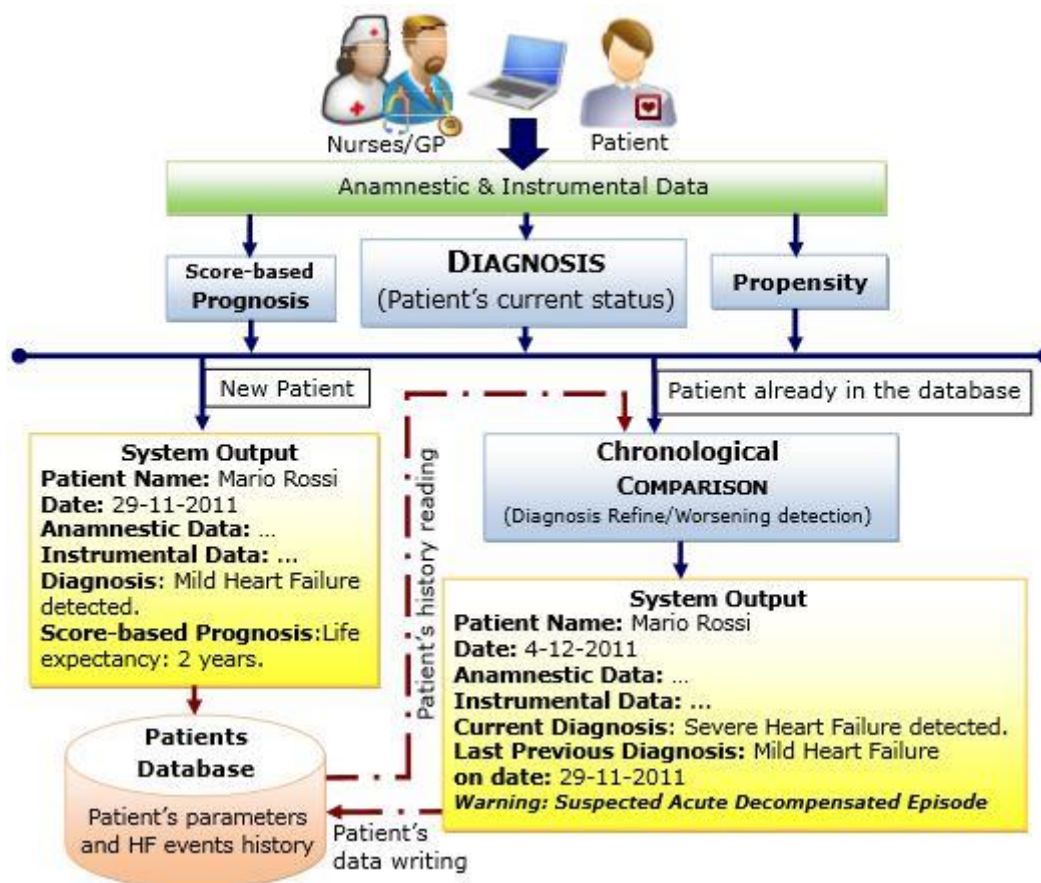 Nurses/GP
Patient
Anamnestic & Instrumental Data
Score-based
Prognosis
DIAGNOSIS
(Patient's current status)
Propensity
New Patient
Patient already in the database
System Output
Patient Name: Mario Rossi
Date: 29-11-2011
Anamnestic Data: ...
Instrumental Data: ...
Diagnosis: Mild Heart Failure
detected.
Score-based Prognosis:Life
expectancy: 2 years.
Patient's history reading
Chronological
COMPARISON
(Diagnosis Refine/Worsening detection)
System Output
Patient Name: Mario Rossi
Date: 4-12-2011
Anamnestic Data: ...
Instrumental Data: ...
Current Diagnosis: Severe Heart Failure detected.
Last Previous Diagnosis: Mild Heart Failure
on date: 29-11-2011
Warning: Suspected Acute Decompensated Episode
Patients
Database
Patient's parameters
and HF events history
Patient's
data writing